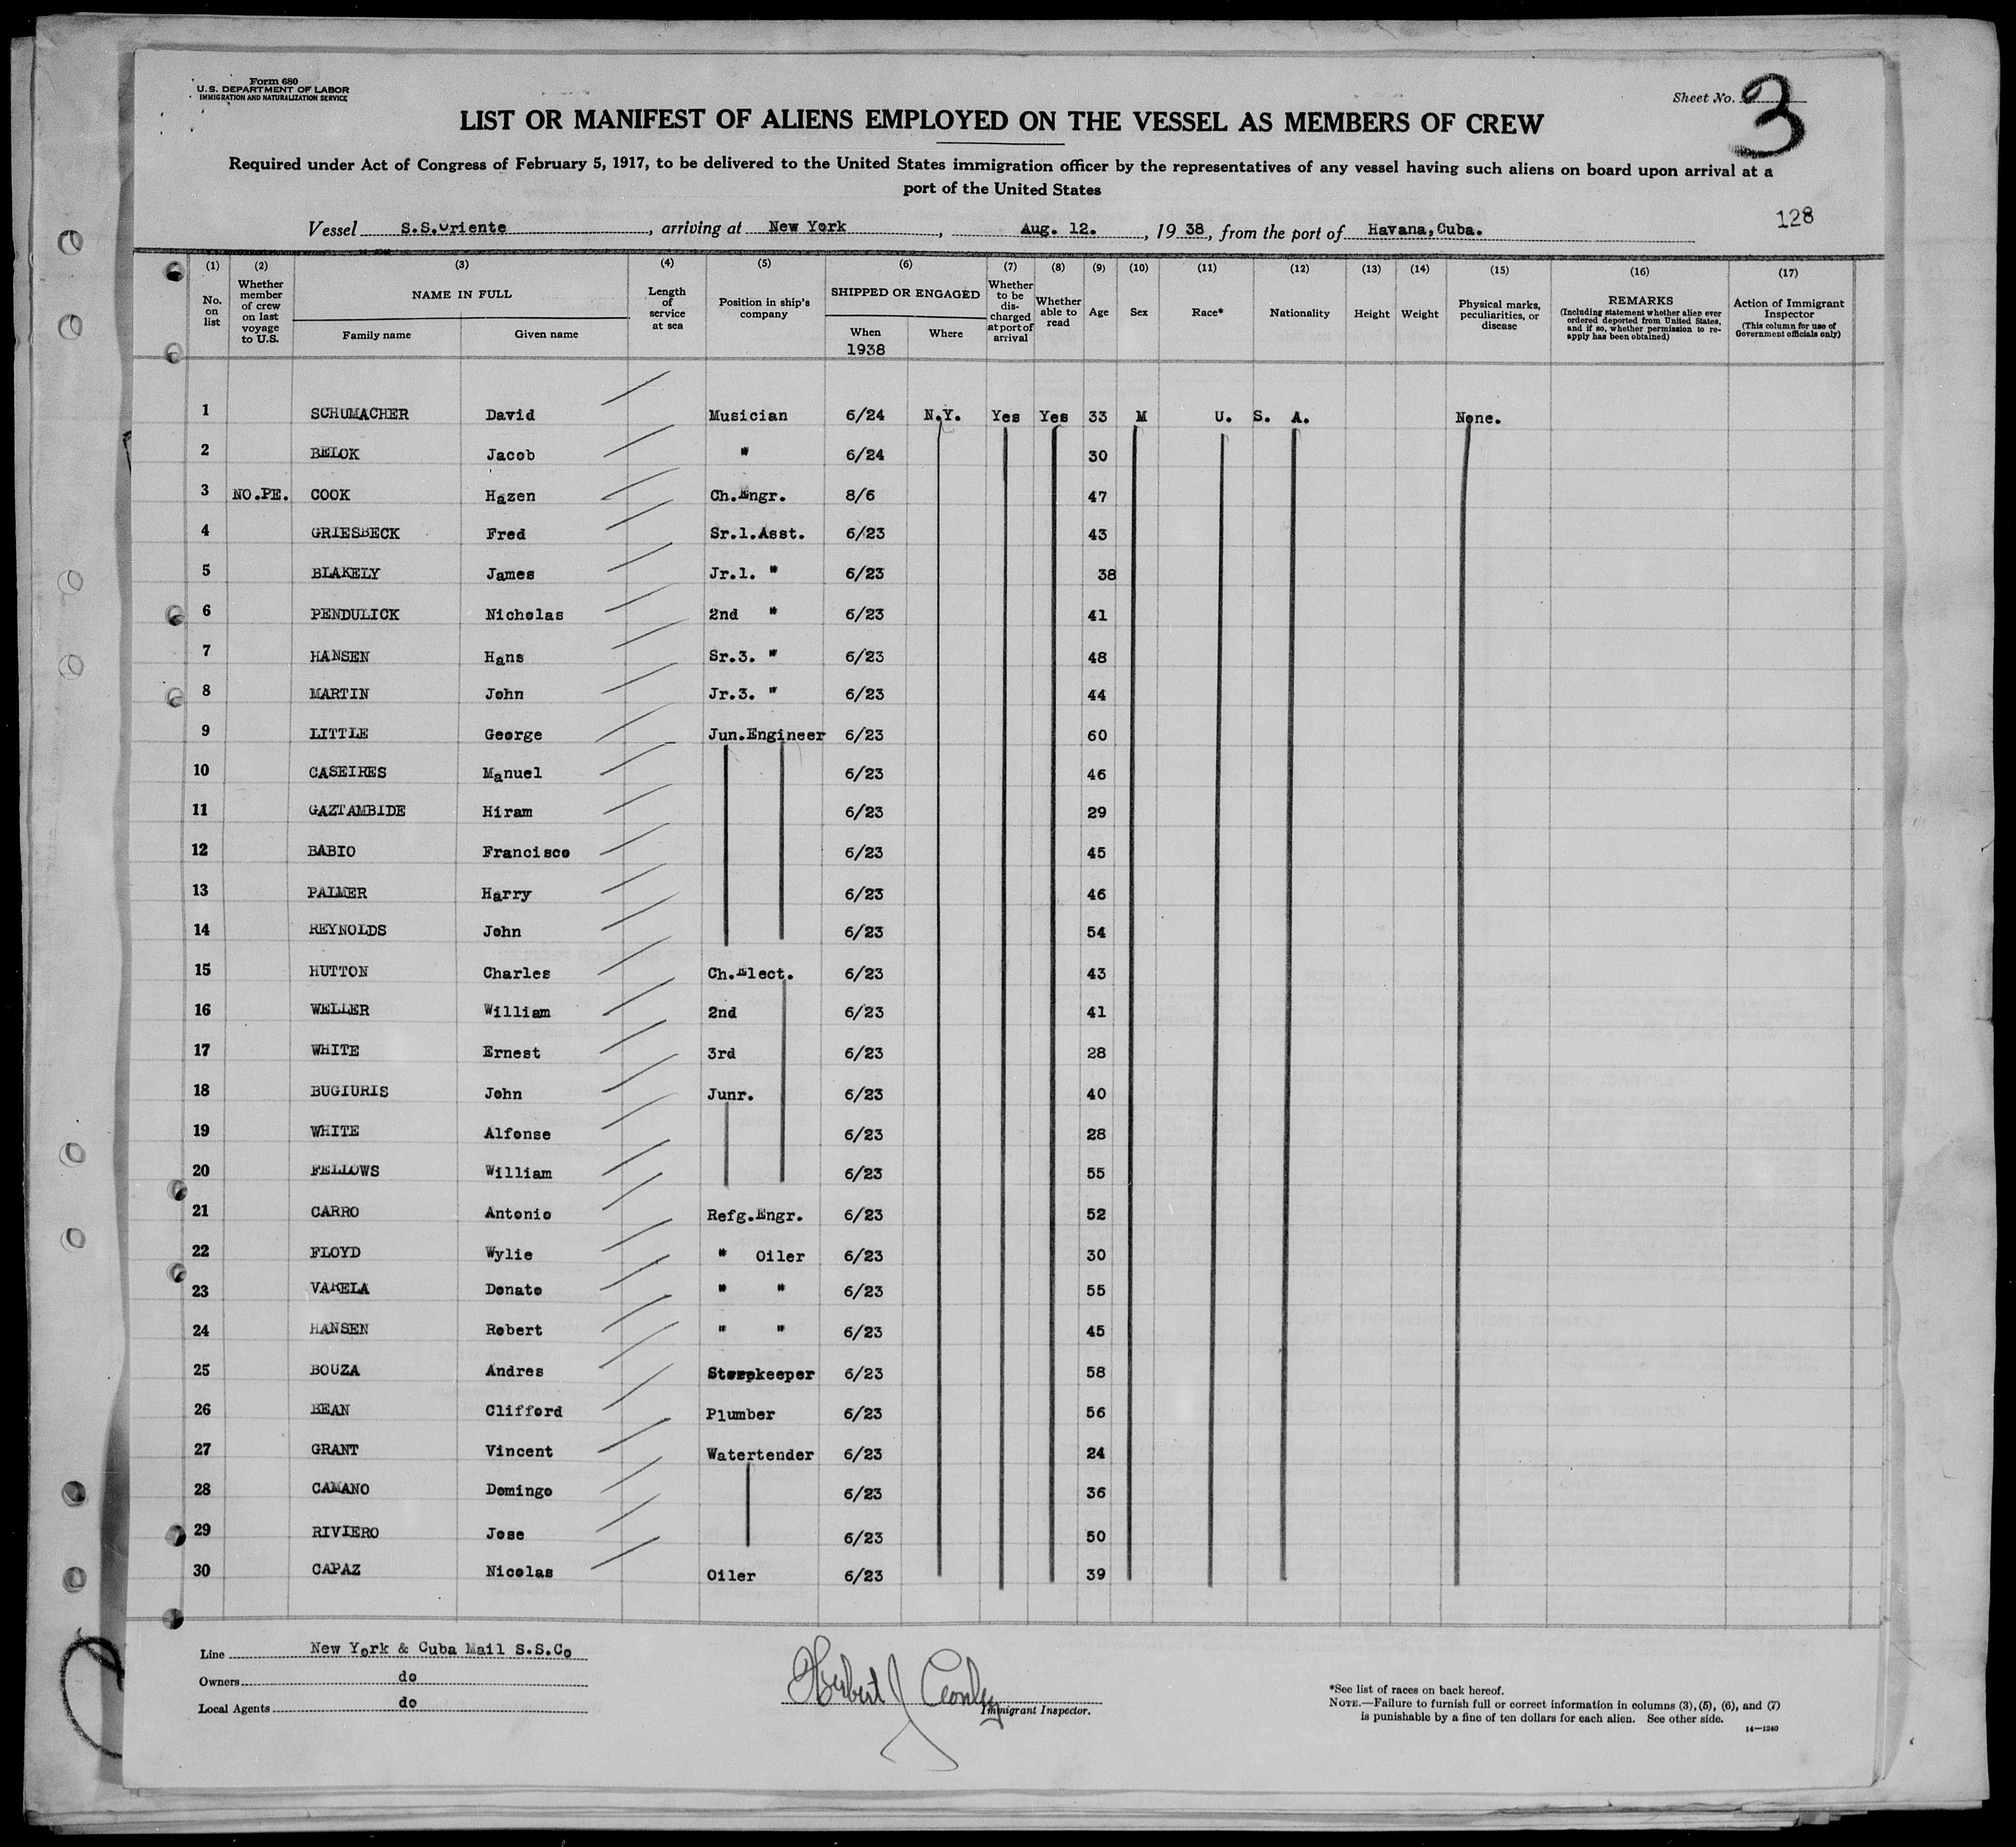 Form 680
U. S. DEPARTMENT OF LABOR
IMMIGRATION AND NATURALIZATION SERVICE
Sheet No. 3
LIST OR MANIFEST OF ALIENS EMPLOYED ON THE VESSEL AS MEMBERS OF CREW
Required under Act of Congress of February 5, 1917, to be delivered to the United States immigration officer by the representatives of any vessel having such aliens on board upon arrival at a
port of the United States
128
Vessel S.S.Oriente, arriving at New York, Aug. 12., 19 38, from the port of Havana,Cuba.
(1) (2) (3) (4) (5) (6) (7) (8) (9) (10) (11) (12) (13) (14) (15) (16) (17)
No. on list
Whether member of crew on last voyage to U.S.
NAME IN FULL
Family name
Given name
Length of service at sea
Position in ship's company
SHIPPED OR ENGAGED
When
1938
Where
Whether to be dis-charged at port of arrival
Whether able to read
Age
Sex
Race*
Nationality
Height
Weight
Physical marks, peculiarities, or disease
REMARKS
(Including statement whether alien ever ordered deported from United States, and if so, whether permission to re-apply has been obtained)
Action of Immigrant Inspector
(This column for use of Government officials only)
1 SCHUMACHER David Musician 6/24 N.Y. Yes Yes 33 M U. S. A. None.
2 BELOK Jacob " 6/24 30
3 NO.PE. COOK Hazen Ch.Engr. 8/6 47
4 GRIESBECK Fred Sr.1.Asst. 6/23 43
5 BLAKELY James Jr.1. " 6/23 38
6 PENDULICK Nicholas 2nd " 6/23 41
7 HANSEN Hans Sr.3. " 6/23 48
8 MARTIN John Jr.3. " 6/23 44
9 LITTLE George Jun.Engineer 6/23 60
10 CASEIRES Manuel 6/23 46
11 GAZTAMBIDE Hiram 6/23 29
12 BABIO Francisco 6/23 45
13 PALMER Harry 6/23 46
14 REYNOLDS John 6/23 54
15 HUTTON Charles Ch.Elect. 6/23 43
16 WELLER William 2nd 6/23 41
17 WHITE Ernest 3rd 6/23 28
18 BUGIURIS John Junr. 6/23 40
19 WHITE Alfonse 6/23 28
20 FELLOWS William 6/23 55
21 CARRO Antonio Refg.Engr. 6/23 52
22 FLOYD Wylie " Oiler 6/23 30
23 VARELA Donato " " 6/23 55
24 HANSEN Robert " " 6/23 45
25 BOUZA Andres Storekeeper 6/23 58
26 BEAN Clifford Plumber 6/23 56
27 GRANT Vincent Watertender 6/23 24
28 CAMANO Domingo 6/23 36
29 RIVIERO Jose 6/23 50
30 CAPAZ Nicolas Oiler 6/23 39
Line New York & Cuba Mail S.S.Co
Owners do
Local Agents do
Herbert J Conley
Immigrant Inspector.
*See list of races on back hereof.
NOTE.—Failure to furnish full or correct information in columns (3), (5), (6), and (7)
is punishable by a fine of ten dollars for each alien. See other side.
14—1240